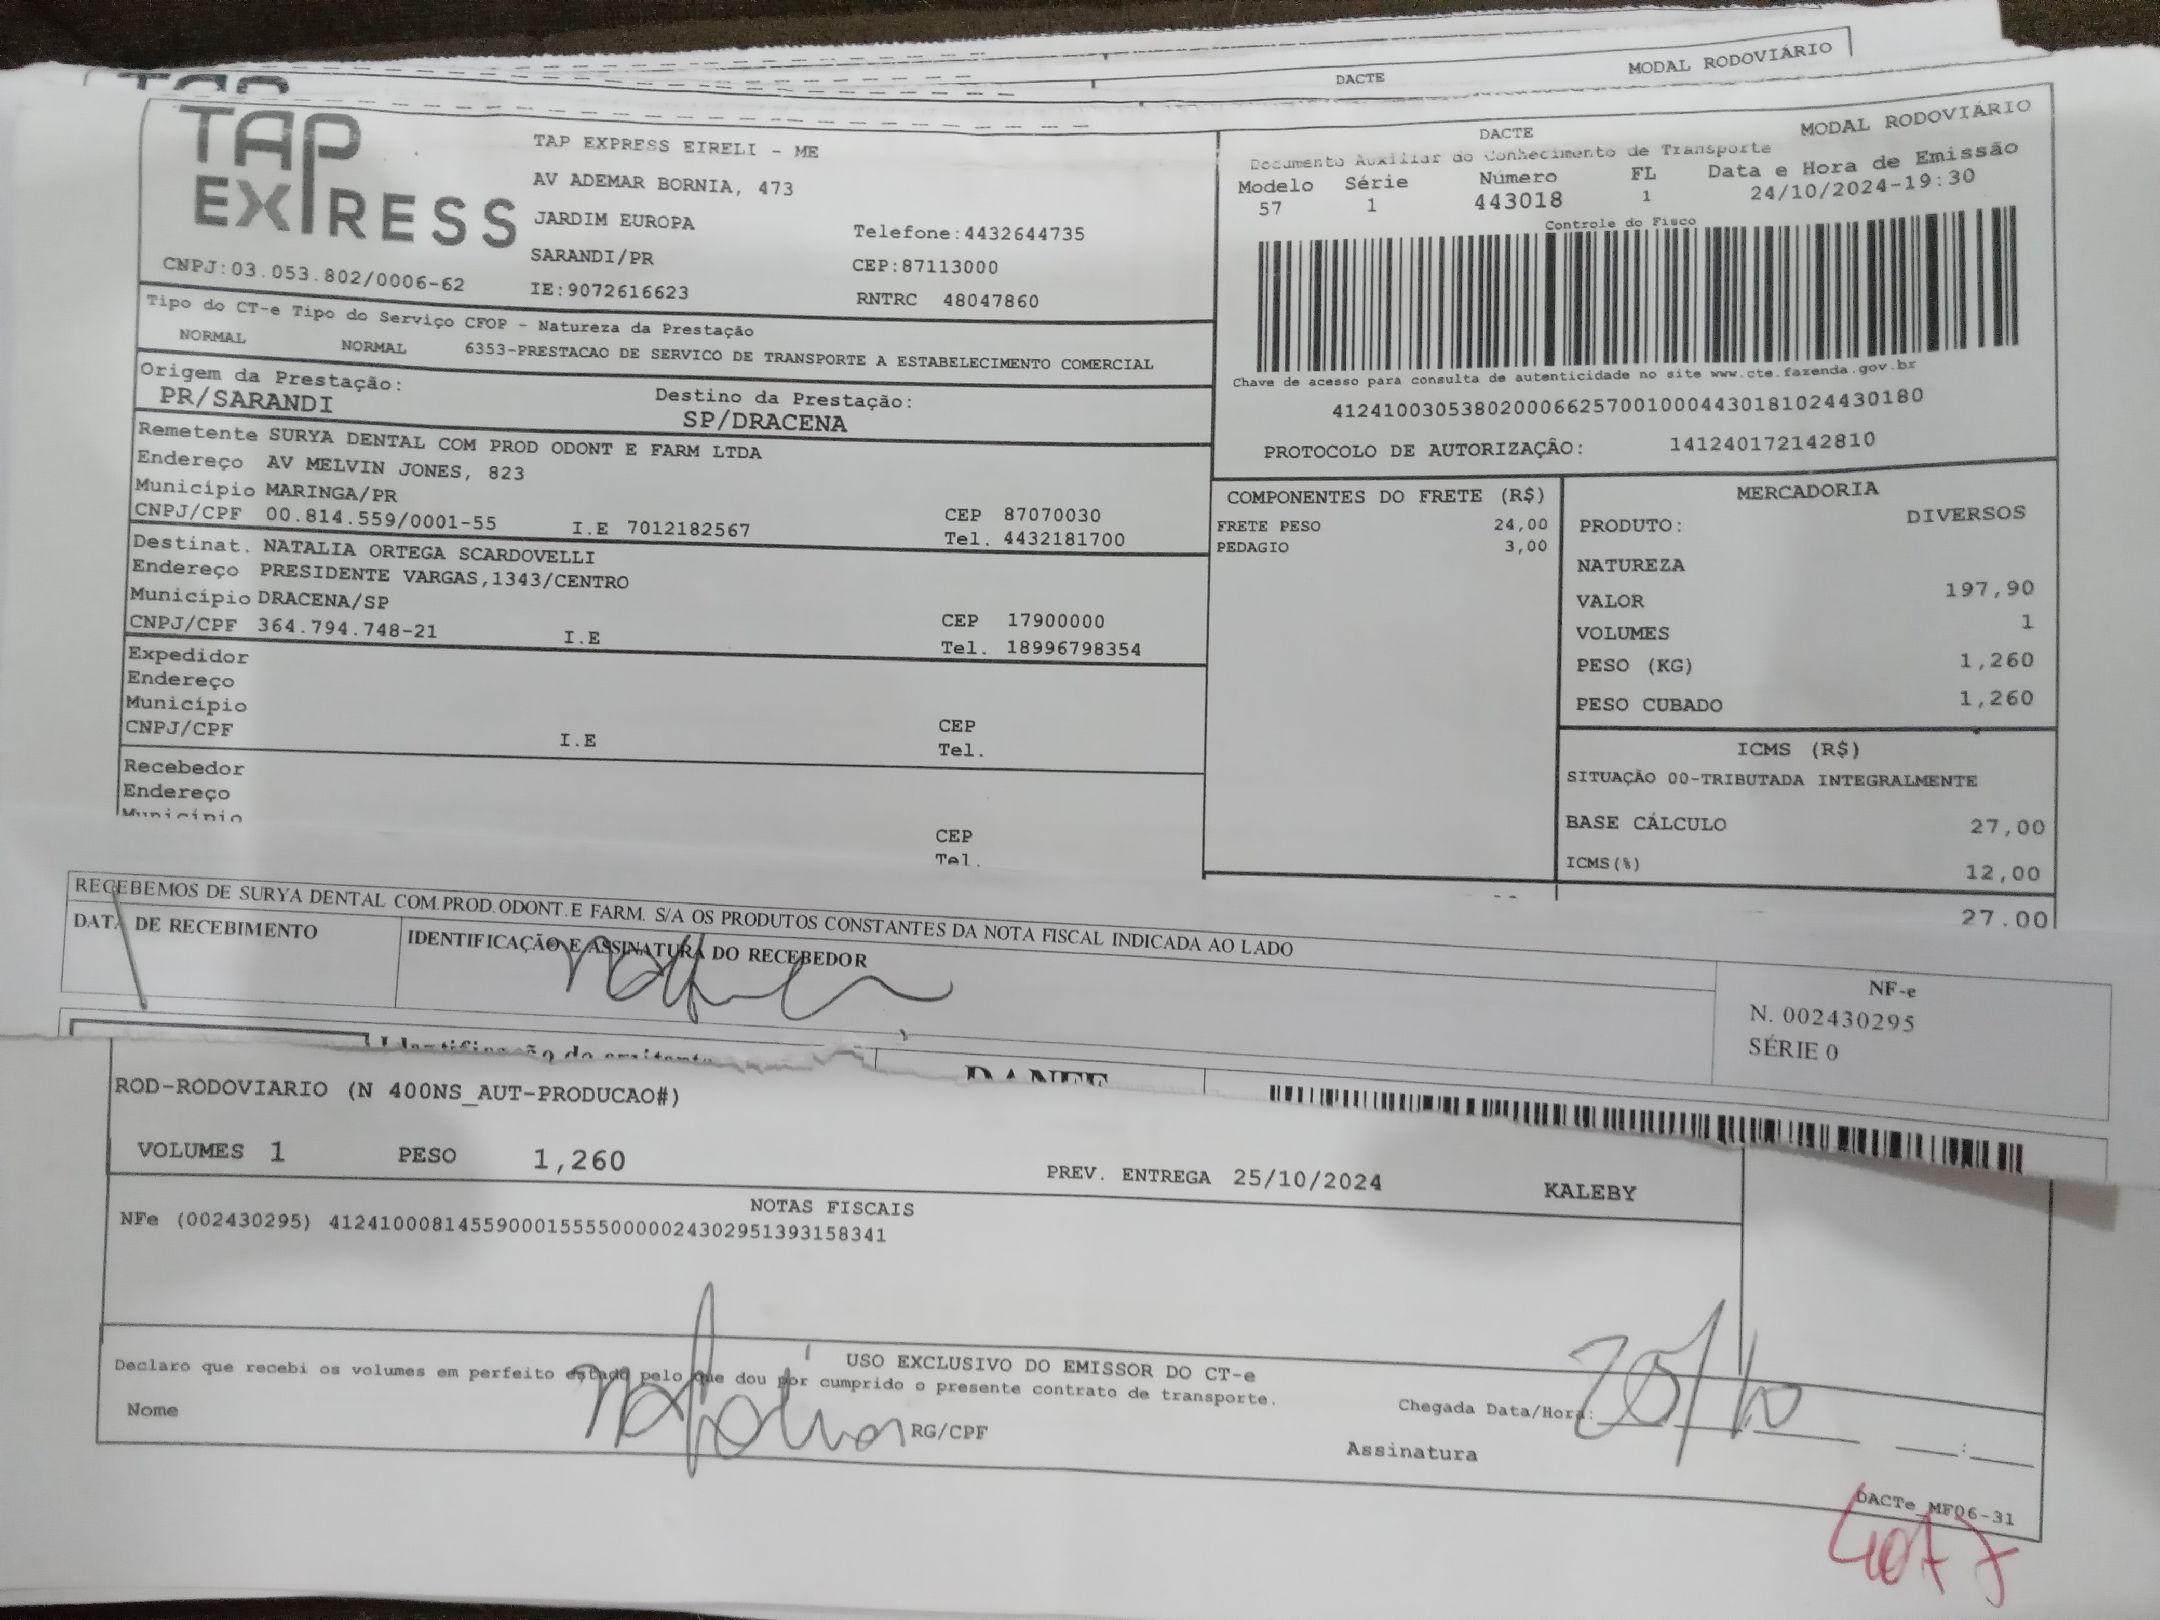 DACTE MODAL RODOVIÁRIO
TAP EXPRESS
TAP EXPRESS EIRELI - ME
AV ADEMAR BORNIA, 473
JARDIM EUROPA Telefone:4432644735
SARANDI/PR CEP:87113000
CNPJ:03.053.802/0006-62 IE:9072616623 RNTRC 48047860
DACTE MODAL RODOVIÁRIO
Documento Auxiliar do Conhecimento de Transporte
Modelo Série Número FL Data e Hora de Emissão
57 1 443018 1 24/10/2024-19:30
Controle do Fisco
Chave de acesso para consulta de autenticidade no site www.cte.fazenda.gov.br
41241003053802000662570010004430181024430180
PROTOCOLO DE AUTORIZAÇÃO: 141240172142810
Tipo do CT-e Tipo do Serviço CFOP - Natureza da Prestação
NORMAL NORMAL 6353-PRESTACAO DE SERVICO DE TRANSPORTE A ESTABELECIMENTO COMERCIAL
Origem da Prestação: Destino da Prestação:
PR/SARANDI SP/DRACENA
Remetente SURYA DENTAL COM PROD ODONT E FARM LTDA
Endereço AV MELVIN JONES, 823
Município MARINGA/PR CEP 87070030
CNPJ/CPF 00.814.559/0001-55 I.E 7012182567 Tel. 4432181700
Destinat. NATALIA ORTEGA SCARDOVELLI
Endereço PRESIDENTE VARGAS,1343/CENTRO
Município DRACENA/SP CEP 17900000
CNPJ/CPF 364.794.748-21 I.E Tel. 18996798354
Expedidor
Endereço
Município CEP
CNPJ/CPF I.E Tel.
Recebedor
Endereço
Município CEP
Tel.
COMPONENTES DO FRETE (R$)
FRETE PESO 24,00
PEDAGIO 3,00
MERCADORIA
PRODUTO: DIVERSOS
NATUREZA
VALOR 197,90
VOLUMES 1
PESO (KG) 1,260
PESO CUBADO 1,260
ICMS (R$)
SITUAÇÃO 00-TRIBUTADA INTEGRALMENTE
BASE CÁLCULO 27,00
ICMS(%) 12,00
27.00
RECEBEMOS DE SURYA DENTAL COM.PROD.ODONT.E FARM. S/A OS PRODUTOS CONSTANTES DA NOTA FISCAL INDICADA AO LADO
DATA DE RECEBIMENTO IDENTIFICAÇÃO E ASSINATURA DO RECEBEDOR
NF-e
N. 002430295
SÉRIE 0
Identificação do emitente DANFE
ROD-RODOVIARIO (N 400NS_AUT-PRODUCAO#)
VOLUMES 1 PESO 1,260 PREV. ENTREGA 25/10/2024 KALEBY
NOTAS FISCAIS
NFe (002430295) 41241000814559000155550000024302951393158341
USO EXCLUSIVO DO EMISSOR DO CT-e
Declaro que recebi os volumes em perfeito estado pelo que dou por cumprido o presente contrato de transporte.
Chegada Data/Hora: 25/10
Nome Natalia RG/CPF Assinatura
DACTe_MF06-31